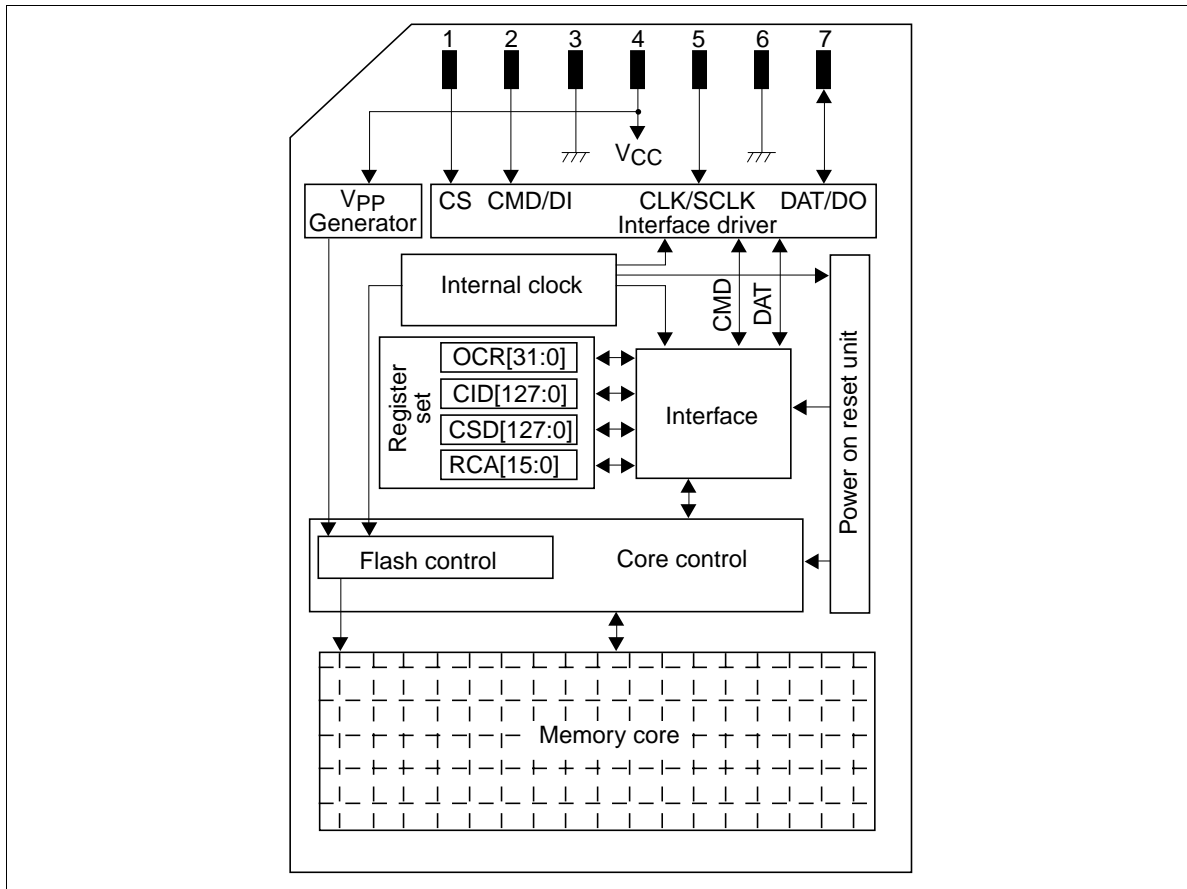 1 2 3 4 5 6 7
VCC
VPP
Generator
CS CMD/DI CLK/SCLK DAT/DO
Interface driver
Internal clock
CMD
DAT
Power on reset unit
Register
set
OCR[31:0]
CID[127:0]
CSD[127:0]
RCA[15:0]
Interface
Flash control
Core control
Memory core